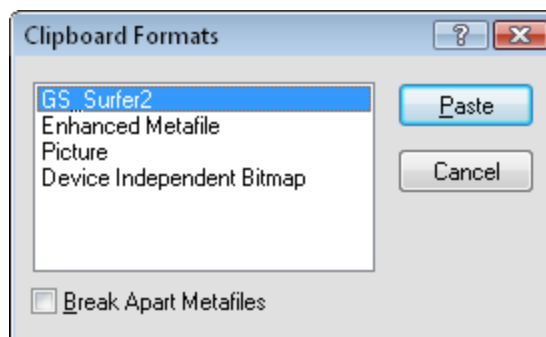 Clipboard Formats
GS_Surfer2
Enhanced Metafile
Picture
Device Independent Bitmap
Paste
Cancel
Break Apart Metafiles